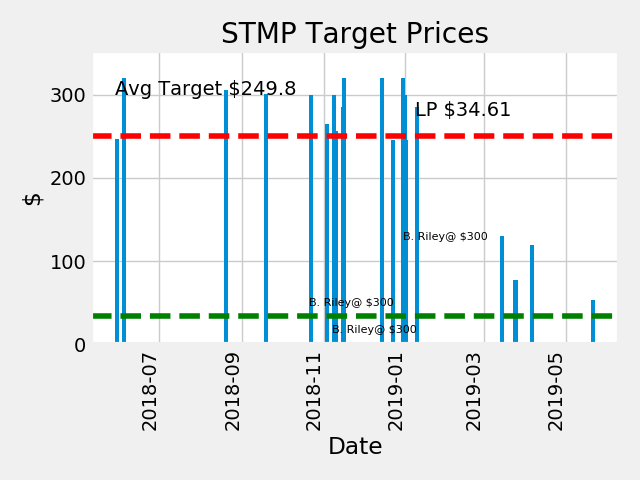 STMP Target Prices
Avg Target $249.8
LP $34.61
B. Riley@ $300
B. Riley@ $300
B. Riley@ $300
$
300
200
100
0
2018-07
2018-09
2018-11
2019-01
2019-03
2019-05
Date